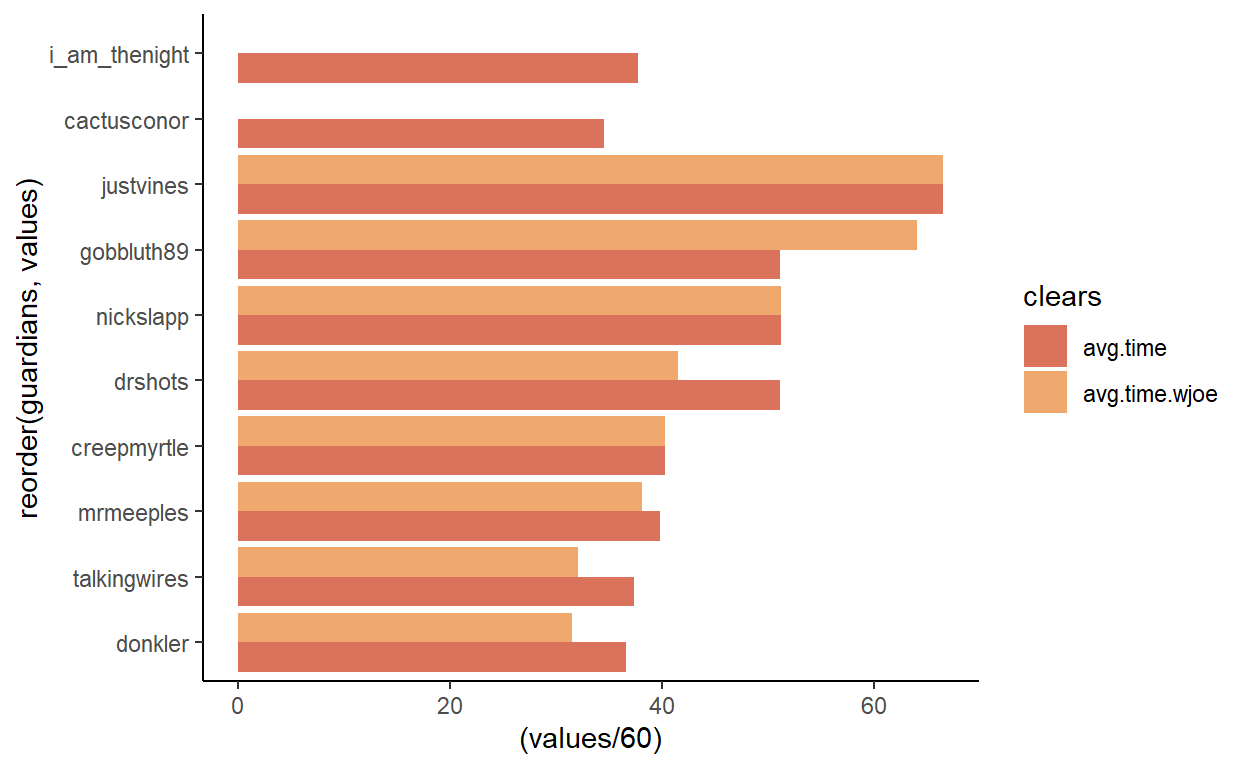 i_am_thenight
cactusconor
justvines
gobbluth89
nickslapp
drshots
creepmyrtle
mrmeeples
talkingwires
donkler
reorder(guardians, values)
0 20 40 60
(values/60)
clears
avg.time
avg.time.wjoe